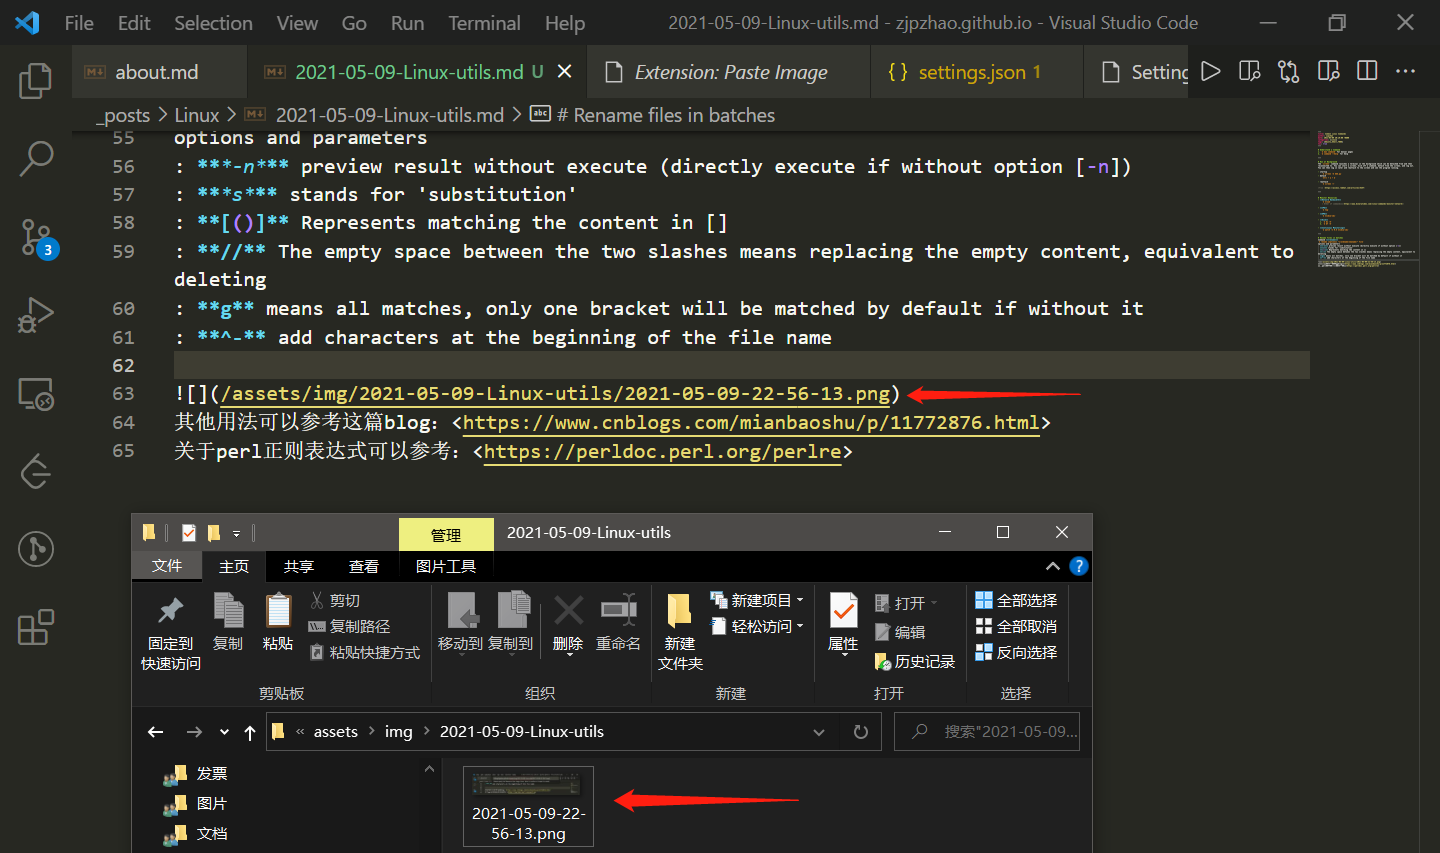 File Edit Selection View Go Run Terminal Help 2021-05-09-Linux-utils.md - zjpzhao.github.io - Visual Studio Code
about.md 2021-05-09-Linux-utils.md U Extension: Paste Image {} settings.json 1 Setting
_posts > Linux > 2021-05-09-Linux-utils.md > abc # Rename files in batches
55 options and parameters
56 : ***-n*** preview result without execute (directly execute if without option [-n])
57 : ***s*** stands for 'substitution'
58 : **[()]** Represents matching the content in []
59 : **//** The empty space between the two slashes means replacing the empty content, equivalent to
deleting
60 : **g** means all matches, only one bracket will be matched by default if without it
61 : **^-** add characters at the beginning of the file name
62
63 ![](/assets/img/2021-05-09-Linux-utils/2021-05-09-22-56-13.png)
64 其他用法可以参考这篇blog：<https://www.cnblogs.com/mianbaoshu/p/11772876.html>
65 关于perl正则表达式可以参考：<https://perldoc.perl.org/perlre>
3
管理 2021-05-09-Linux-utils
文件 主页 共享 查看 图片工具
固定到
快速访问
复制
粘贴
剪切
复制路径
粘贴快捷方式
剪贴板
移动到 复制到 删除 重命名
组织
新建
文件夹
新建项目
轻松访问
新建
属性
打开
编辑
历史记录
打开
全部选择
全部取消
反向选择
选择
« assets > img > 2021-05-09-Linux-utils 搜索"2021-05-09...
发票
图片
文档
2021-05-09-22-
56-13.png